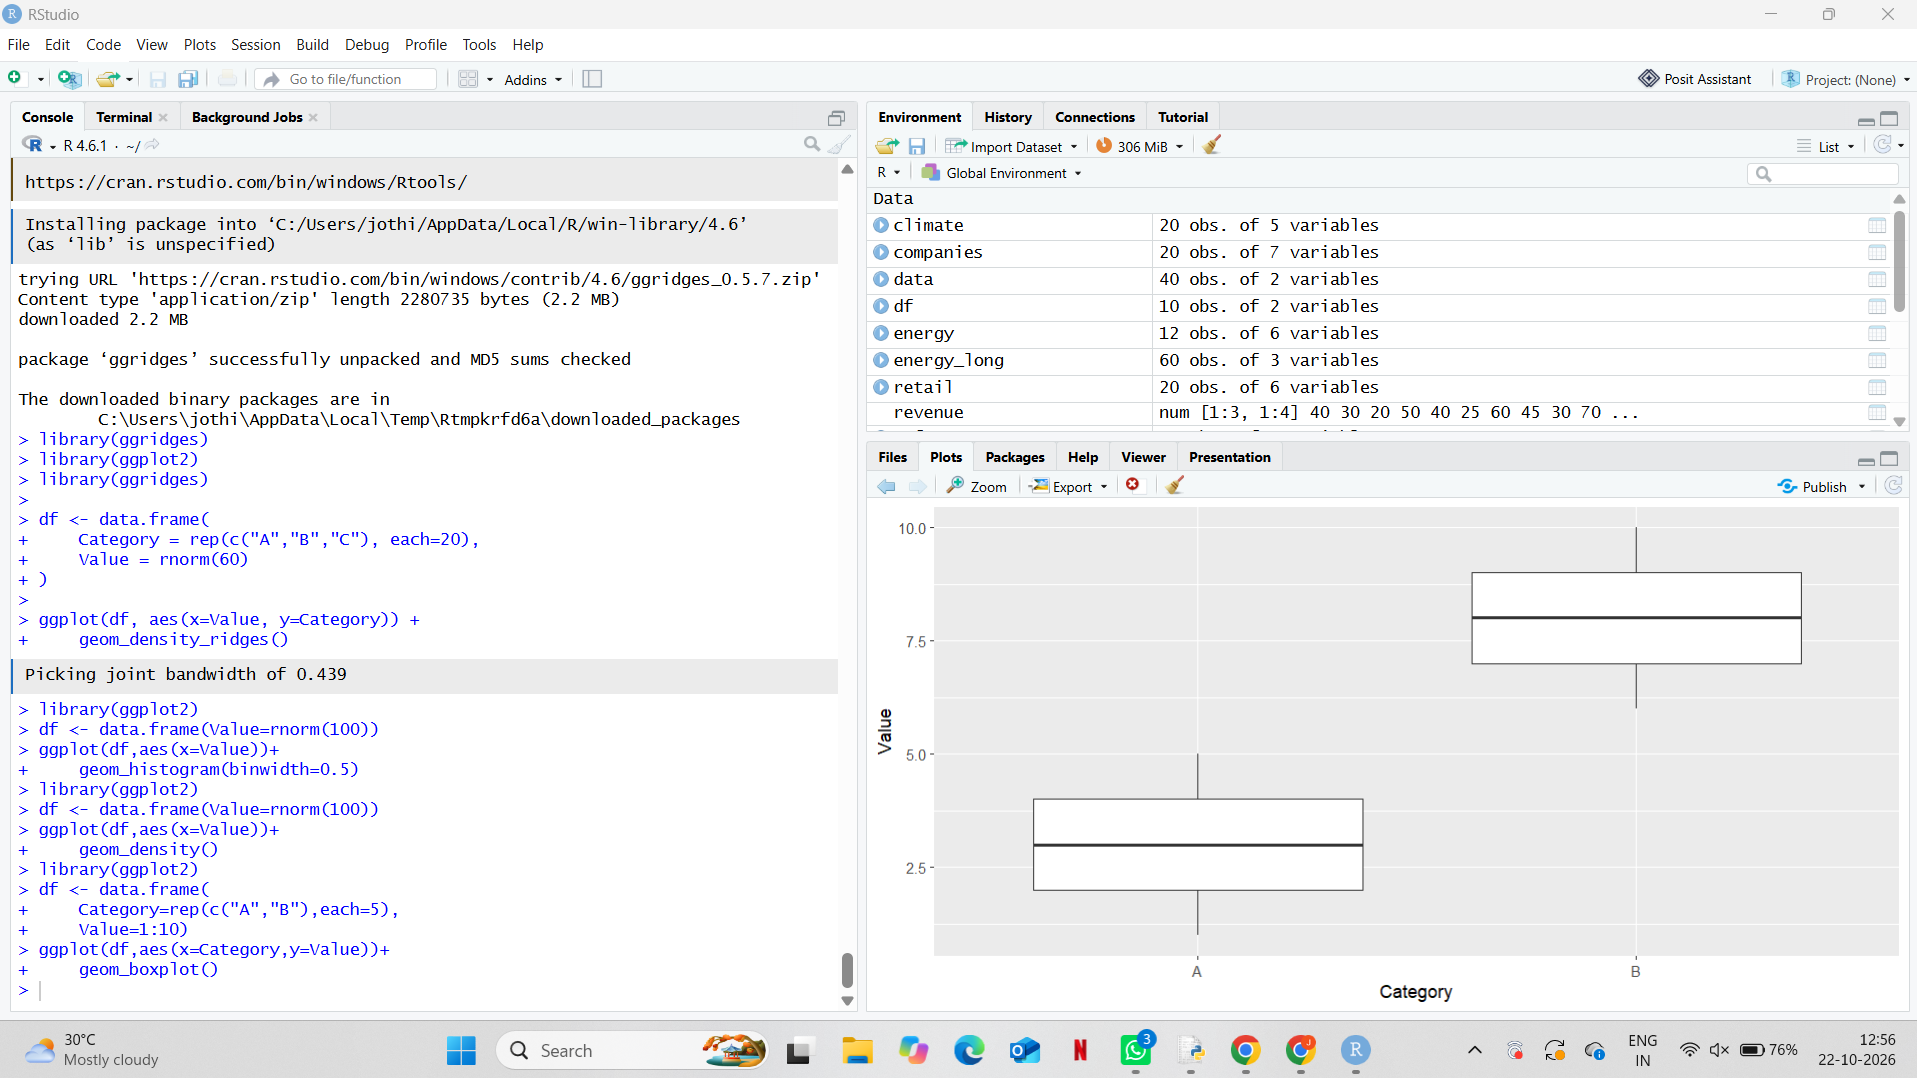 RStudio
File Edit Code View Plots Session Build Debug Profile Tools Help
Go to file/function Addins Posit Assistant Project: (None)
Console Terminal Background Jobs
R 4.6.1 · ~/
https://cran.rstudio.com/bin/windows/Rtools/
Installing package into ‘C:/Users/jothi/AppData/Local/R/win-library/4.6’
(as ‘lib’ is unspecified)
trying URL 'https://cran.rstudio.com/bin/windows/contrib/4.6/ggridges_0.5.7.zip'
Content type 'application/zip' length 2280735 bytes (2.2 MB)
downloaded 2.2 MB
package ‘ggridges’ successfully unpacked and MD5 sums checked
The downloaded binary packages are in
C:\Users\jothi\AppData\Local\Temp\Rtmpkrfd6a\downloaded_packages
> library(ggridges)
> library(ggplot2)
> library(ggridges)
>
> df <- data.frame(
+     Category = rep(c("A","B","C"), each=20),
+     Value = rnorm(60)
+ )
>
> ggplot(df, aes(x=Value, y=Category)) +
+     geom_density_ridges()
Picking joint bandwidth of 0.439
> library(ggplot2)
> df <- data.frame(Value=rnorm(100))
> ggplot(df,aes(x=Value))+
+     geom_histogram(binwidth=0.5)
> library(ggplot2)
> df <- data.frame(Value=rnorm(100))
> ggplot(df,aes(x=Value))+
+     geom_density()
> library(ggplot2)
> df <- data.frame(
+     Category=rep(c("A","B"),each=5),
+     Value=1:10)
> ggplot(df,aes(x=Category,y=Value))+
+     geom_boxplot()
>
Environment History Connections Tutorial
Import Dataset 306 MiB List
R Global Environment
Data
climate 20 obs. of 5 variables
companies 20 obs. of 7 variables
data 40 obs. of 2 variables
df 10 obs. of 2 variables
energy 12 obs. of 6 variables
energy_long 60 obs. of 3 variables
retail 20 obs. of 6 variables
revenue num [1:3, 1:4] 40 30 20 50 40 25 60 45 30 70 ...
Files Plots Packages Help Viewer Presentation
Zoom Export Publish
10.0
7.5
5.0
2.5
Value
A B
Category
30°C
Mostly cloudy
Search
3
ENG
IN
76%
12:56
22-10-2026